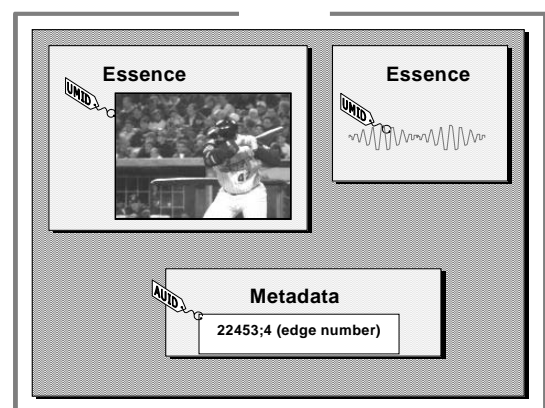 Essence
UMID
Essence
UMID
Metadata
AUID
22453;4 (edge number)